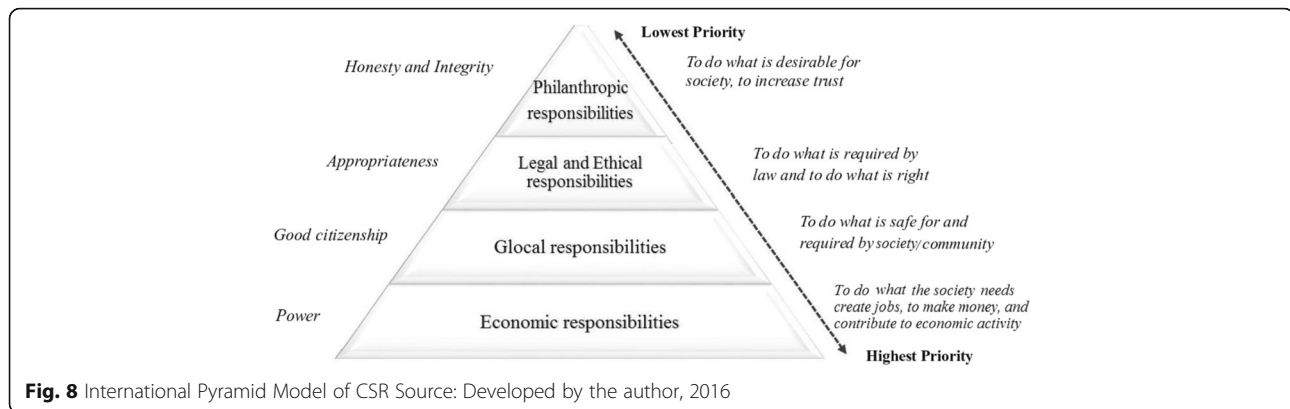 Lowest Priority
Honesty and Integrity
To do what is desirable for
society, to increase trust
Philanthropic
responsibilities
Appropriateness
Legal and Ethical
responsibilities
To do what is required by
law and to do what is right
Good citizenship
Glocal responsibilities
To do what is safe for and
required by society/community
Power
Economic responsibilities
To do what the society needs
create jobs, to make money, and
contribute to economic activity
Highest Priority
Fig. 8 International Pyramid Model of CSR Source: Developed by the author, 2016